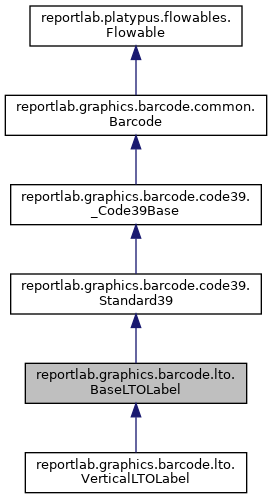 reportlab.platypus.flowables.
Flowable
reportlab.graphics.barcode.common.
Barcode
reportlab.graphics.barcode.code39.
_Code39Base
reportlab.graphics.barcode.code39.
Standard39
reportlab.graphics.barcode.lto.
BaseLTOLabel
reportlab.graphics.barcode.lto.
VerticalLTOLabel